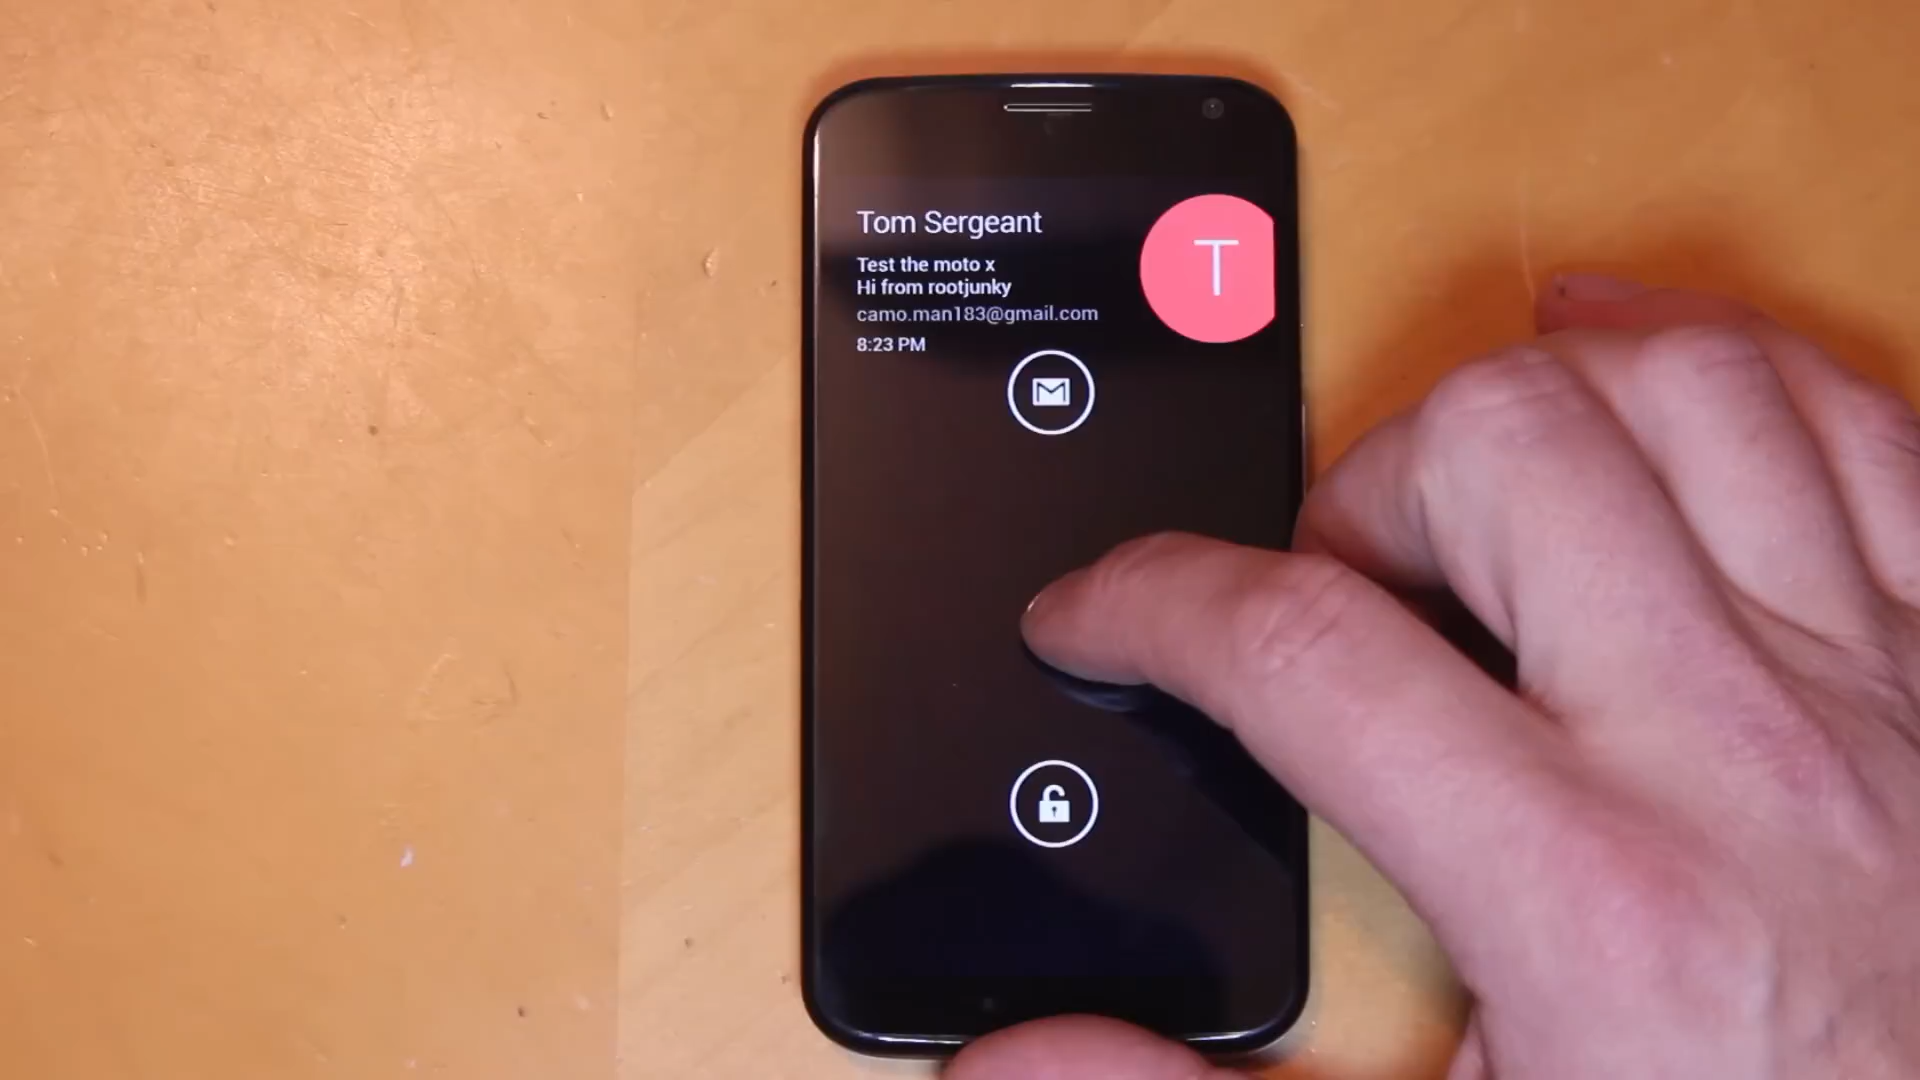 Tom Sergeant
T
Test the moto x
Hi from rootjunky
camo.man183@gmail.com
8:23 PM